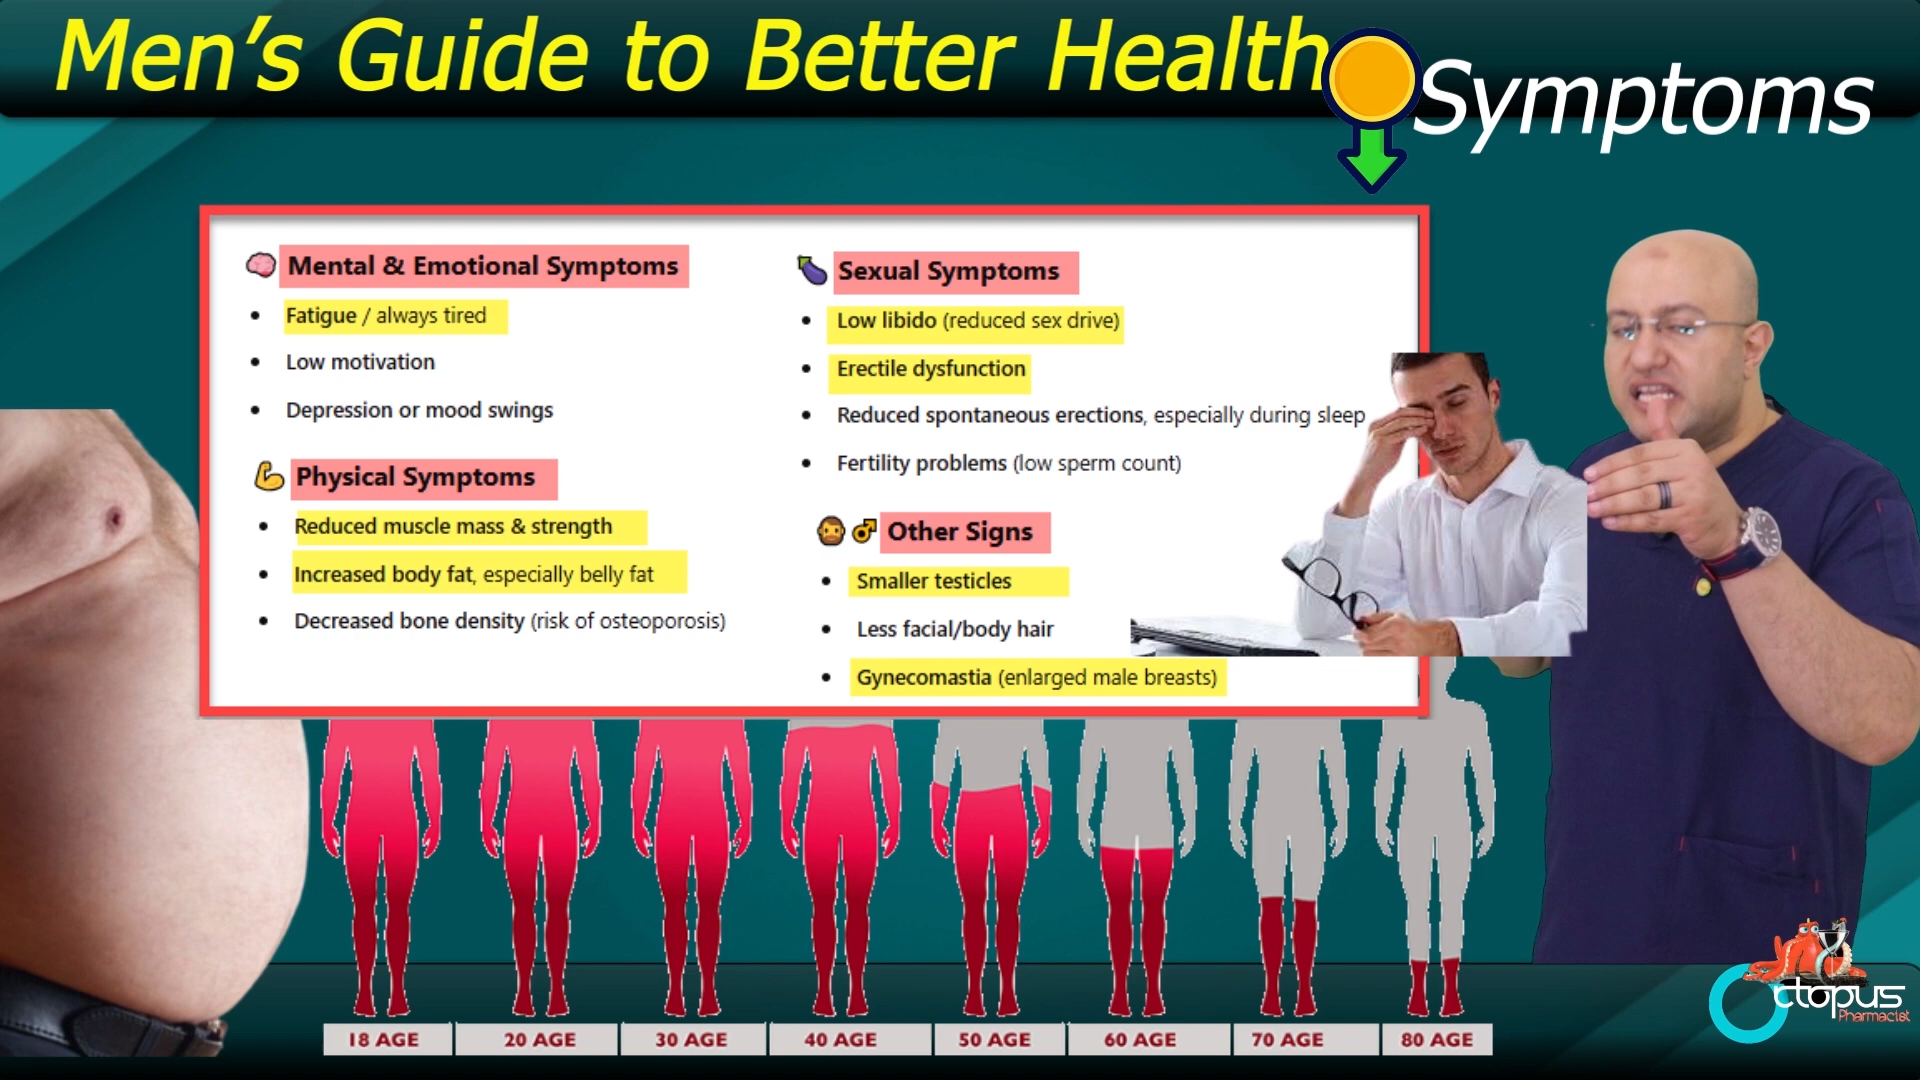 Men's Guide to Better Health
Symptoms
Mental & Emotional Symptoms
• Fatigue / always tired
• Low motivation
• Depression or mood swings
Physical Symptoms
• Reduced muscle mass & strength
• Increased body fat, especially belly fat
• Decreased bone density (risk of osteoporosis)
Sexual Symptoms
• Low libido (reduced sex drive)
• Erectile dysfunction
• Reduced spontaneous erections, especially during sleep
• Fertility problems (low sperm count)
Other Signs
• Smaller testicles
• Less facial/body hair
• Gynecomastia (enlarged male breasts)
18 AGE
20 AGE
30 AGE
40 AGE
50 AGE
60 AGE
70 AGE
80 AGE
Octopus
Pharmacist